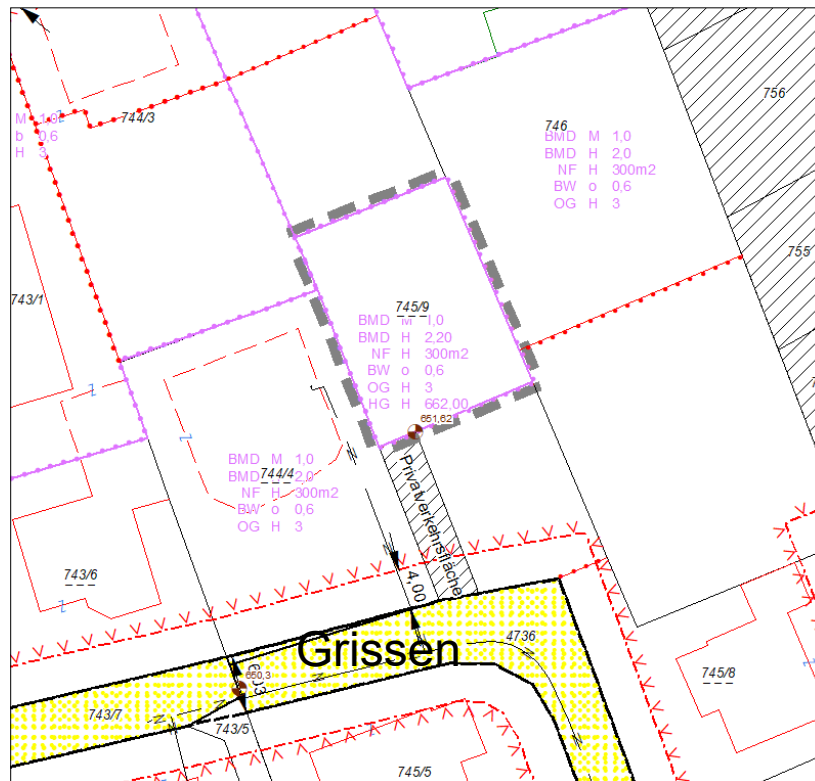 756
M 1,0
b 0,6
H 3
744/3
746
BMD M 1,0
BMD H 2,0
NF H 300m2
BW o 0,6
OG H 3
755
743/1
745/9
BMD M 1,0
BMD H 2,20
NF H 300m2
BW o 0,6
OG H 3
HG H 662,00
651,62
BMD M 1,0
744/4
BMD H 2,0
NF H 300m2
BW o 0,6
OG H 3
Privatverkehrsfläche
743/6
4,00
Grissen
4736
650,3
745/8
743/7
743/5
745/5